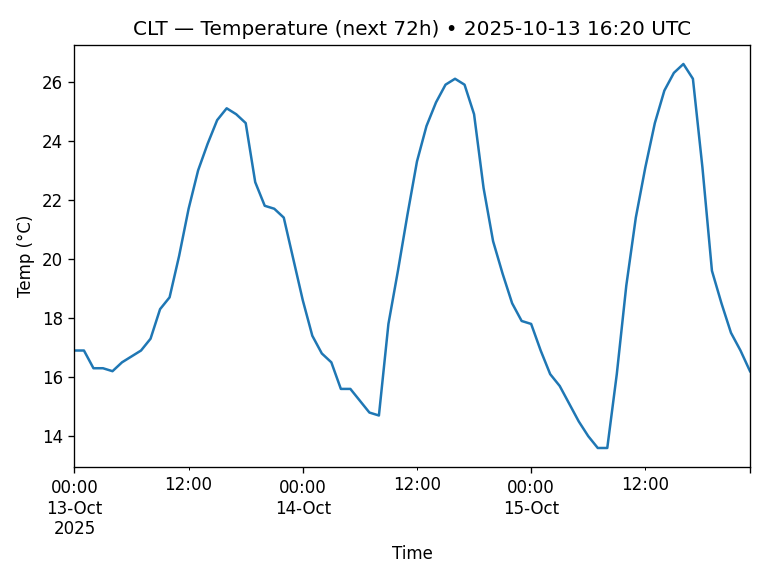 CLT — Temperature (next 72h) • 2025-10-13 16:20 UTC
26
24
22
20
18
16
14
Temp (°C)
00:00 12:00 00:00 12:00 00:00 12:00
13-Oct 14-Oct 15-Oct
2025
Time